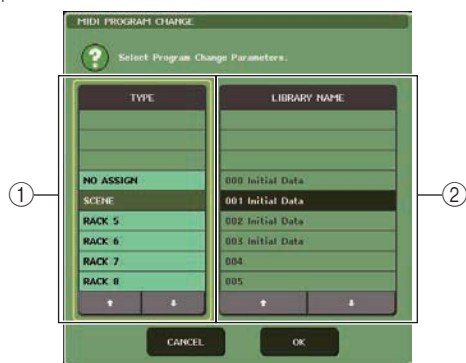 MIDI PROGRAM CHANGE
?
Select Program Change Parameters.
TYPE
LIBRARY NAME
NO ASSIGN
000 Initial Data
SCENE
001 Initial Data
RACK 5
002 Initial Data
RACK 6
003 Initial Data
RACK 7
004
RACK 8
005
①
②
CANCEL
OK